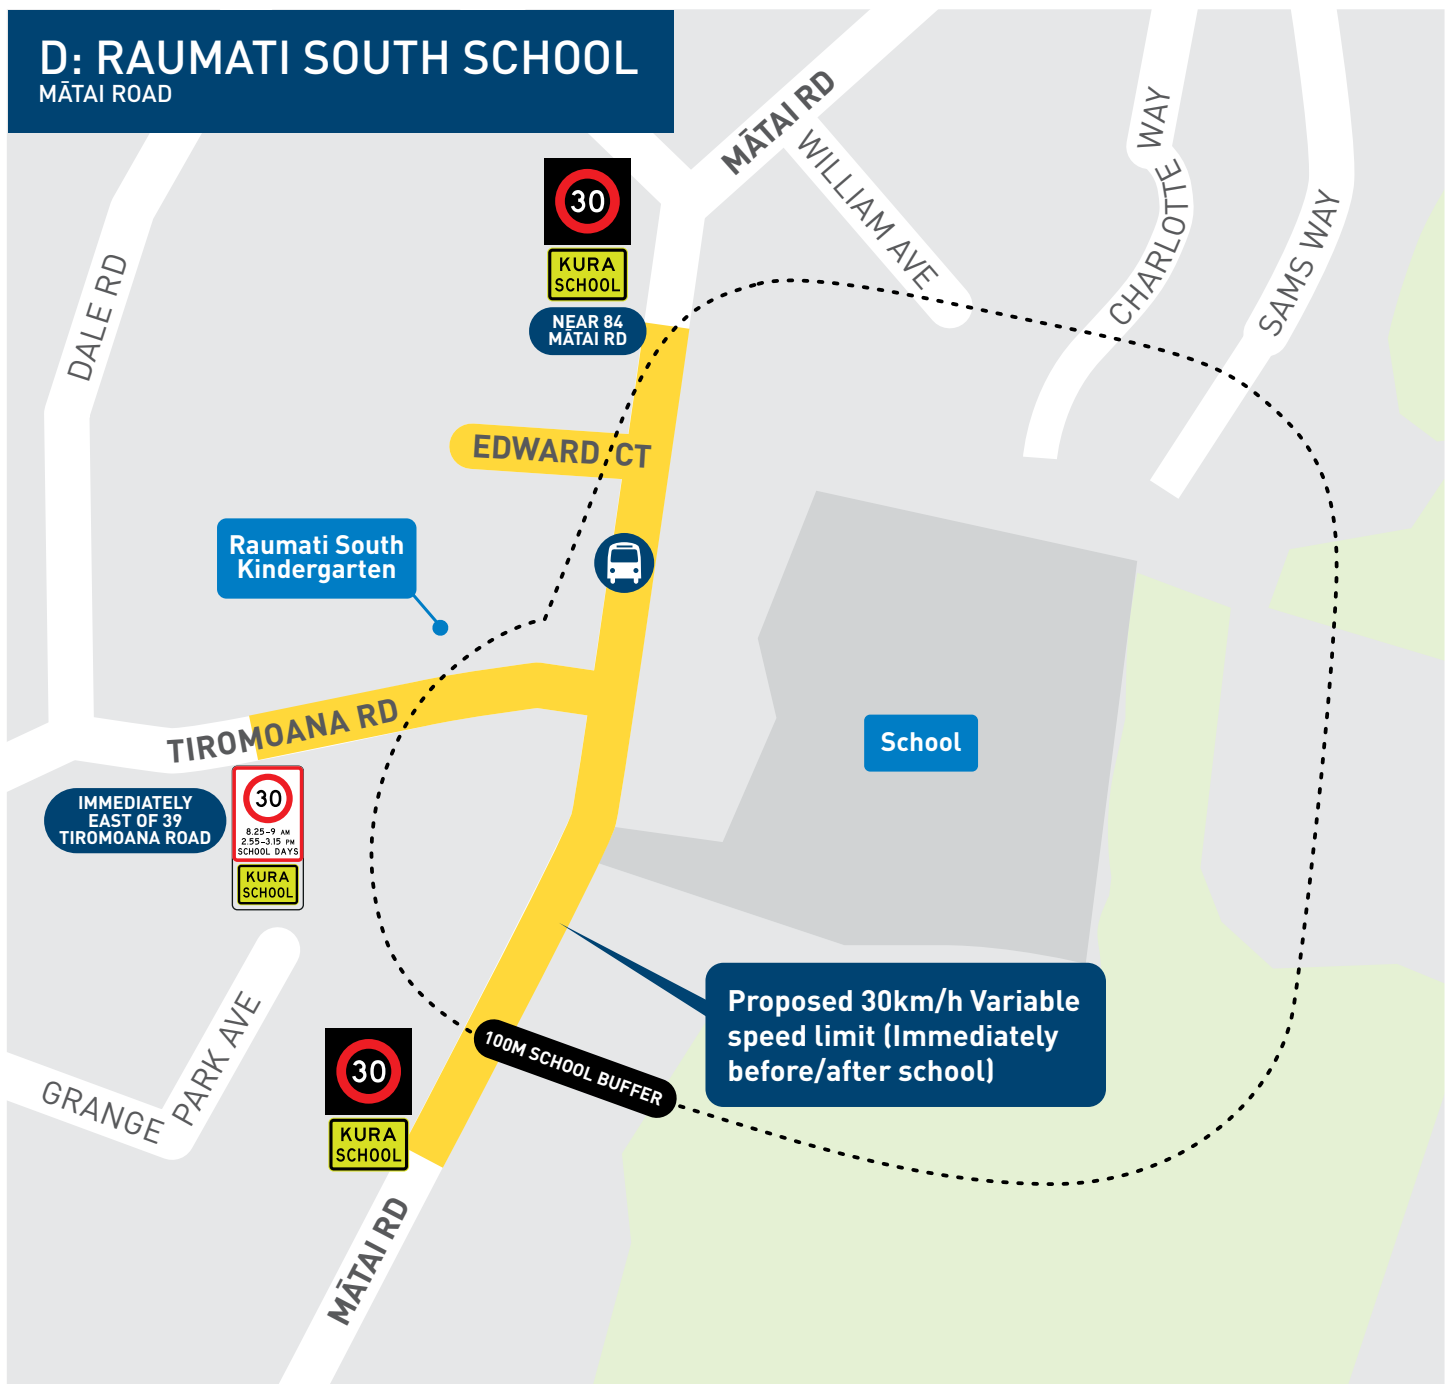 D: RAUMATI SOUTH SCHOOL
MĀTAI ROAD
MĀTAI RD
WILLIAM AVE
CHARLOTTE WAY
SAMS WAY
DALE RD
30
KURA
SCHOOL
NEAR 84
MĀTAI RD
EDWARD CT
Raumati South
Kindergarten
TIROMOANA RD
School
IMMEDIATELY
EAST OF 39
TIROMOANA ROAD
30
8.25–9 AM
2.55–3.15 PM
SCHOOL DAYS
KURA
SCHOOL
Proposed 30km/h Variable
speed limit (Immediately
before/after school)
100M SCHOOL BUFFER
GRANGE PARK AVE
30
KURA
SCHOOL
MĀTAI RD